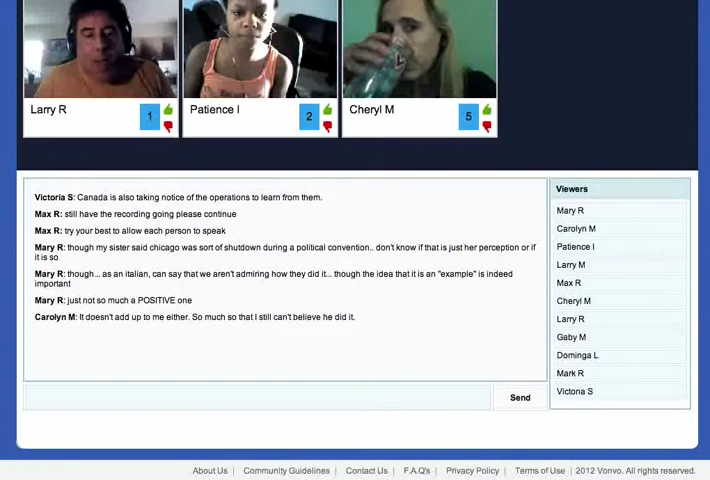 Larry R
1
Patience I
2
Cheryl M
5
Victoria S: Canada is also taking notice of the operations to learn from them.
Max R: still have the recording going please continue
Max R: try your best to allow each person to speak
Mary R: though my sister said chicago was sort of shutdown during a political convention.. don't know if that is just her perception or if
it is so
Mary R: though... as an italian, can say that we aren't admiring how they did it... though the idea that it is an "example" is indeed
important
Mary R: just not so much a POSITIVE one
Carolyn M: It doesn't add up to me either. So much so that I still can't believe he did it.
Send
Viewers
Mary R
Carolyn M
Patience I
Larry M
Max R
Cheryl M
Larry R
Gaby M
Dominga L
Mark R
Victoria S
About Us | Community Guidelines | Contact Us | F.A.Q's | Privacy Policy | Terms of Use | 2012 Vonvo. All rights reserved.